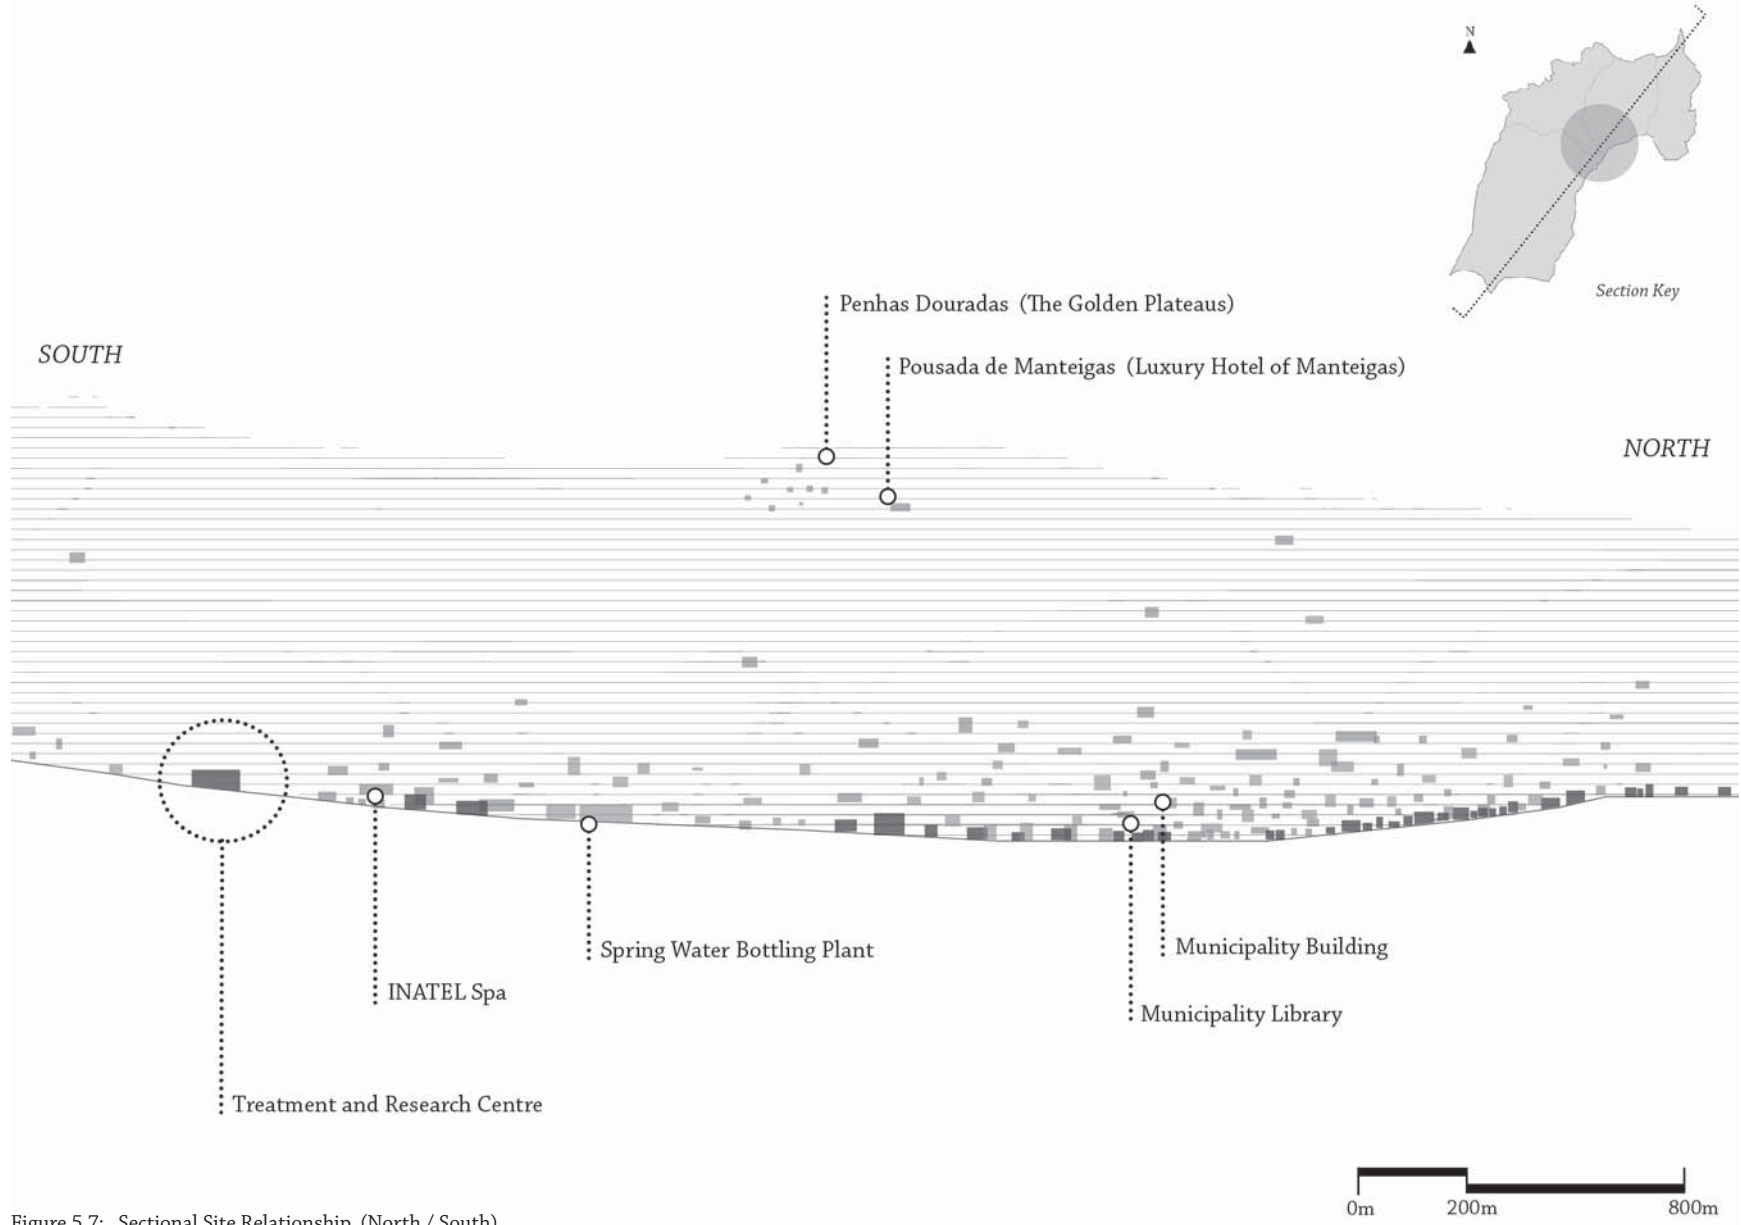 N
Section Key
Penhas Douradas (The Golden Plateaus)
SOUTH
Pousada de Manteigas (Luxury Hotel of Manteigas)
NORTH
Spring Water Bottling Plant
Municipality Building
INATEL Spa
Municipality Library
Treatment and Research Centre
0m 200m 800m
Figure 5.7: Sectional Site Relationship (North / South)